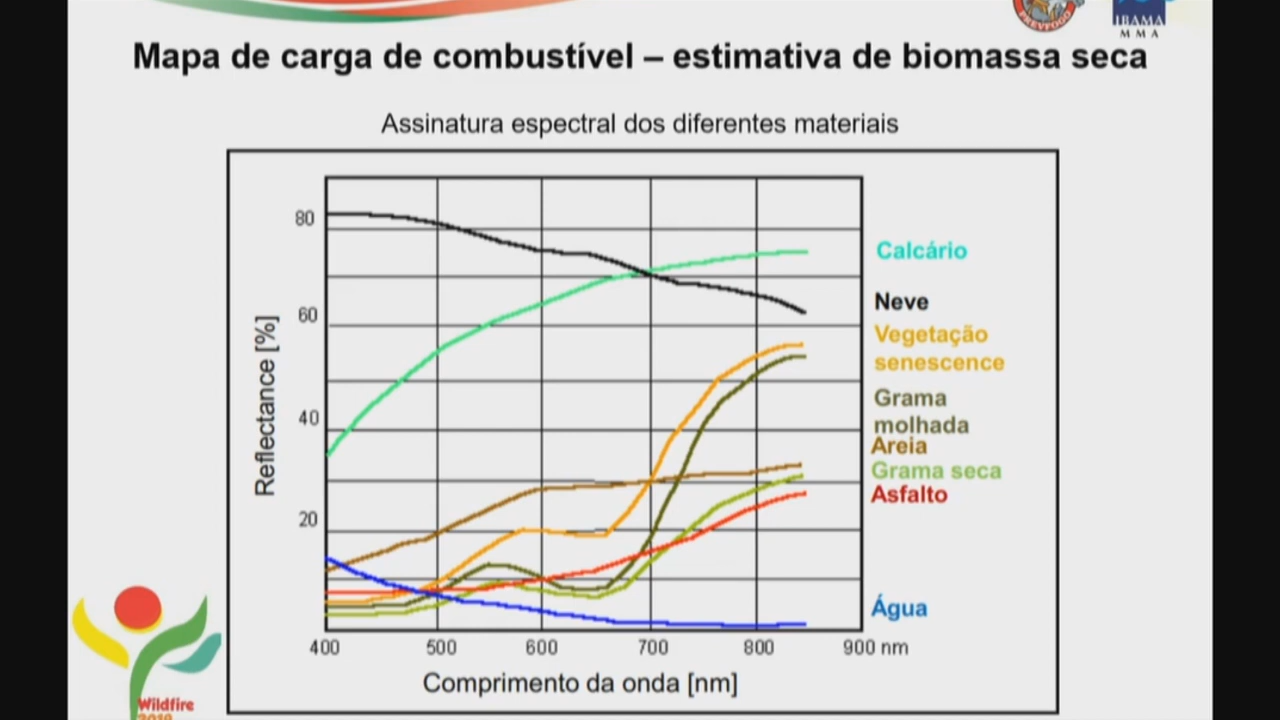 PREVFOGO
IBAMA
M M A
Mapa de carga de combustível – estimativa de biomassa seca
Assinatura espectral dos diferentes materiais
80
60
40
20
Reflectance [%]
400
500
600
700
800
900 nm
Comprimento da onda [nm]
Calcário
Neve
Vegetação
senescence
Grama
molhada
Areia
Grama seca
Asfalto
Água
Wildfire
2019